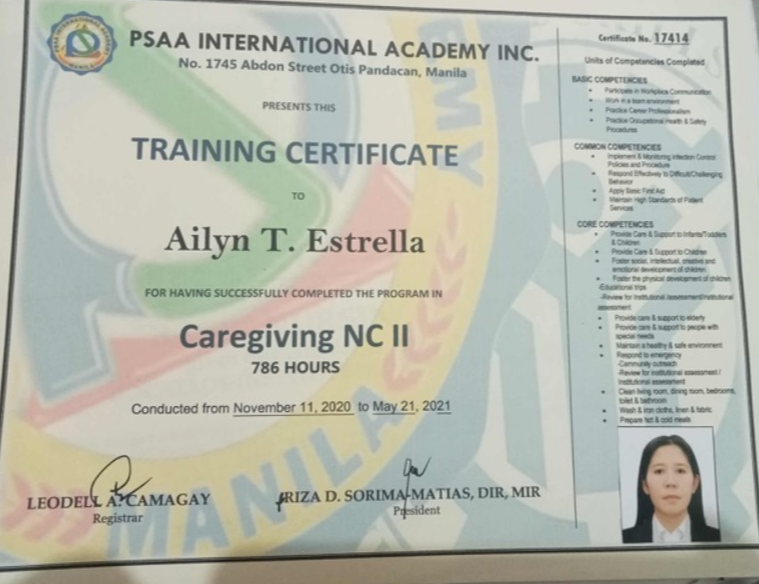 PSAA INTERNATIONAL ACADEMY INC.
No. 1745 Abdon Street Otis Pandacan, Manila
PRESENTS THIS
TRAINING CERTIFICATE
TO
Ailyn T. Estrella
FOR HAVING SUCCESSFULLY COMPLETED THE PROGRAM IN
Caregiving NC II
786 HOURS
Conducted from November 11, 2020 to May 21, 2021
LEODELL A. CAMAGAY
Registrar
RIZA D. SORIMA-MATIAS, DIR, MIR
President
Certificate No. 17414
Units of Competencies Completed
BASIC COMPETENCIES
Participate in Workplace Communication
Work in a team environment
Practice Career Professionalism
Practice Occupational Health & Safety
Procedures
COMMON COMPETENCIES
Implement & Monitoring Infection Control
Policies and Procedure
Respond Effectively to Difficult/Challenging
Behavior
Apply Basic First Aid
Maintain High Standards of Patient
Services
CORE COMPETENCIES
Provide Care & Support to Infants/Toddlers
& Children
Provide Care & Support to Children
Foster social, intellectual, creative and
emotional development of children
Foster the physical development of children
-Educational trips
-Review for Institutional /assessment/Institutional
assessment
Provide care & support to elderly
Provide care & support to people with
special needs
Maintain a healthy & safe environment
Respond to emergency
-Community outreach
-Review for institutional assessment /
Institutional assessment
Clean living room, dining room, bedrooms,
toilet & bathroom
Wash & iron cloths, linen & fabric
Prepare hot & cold meals
EMY
MANILA